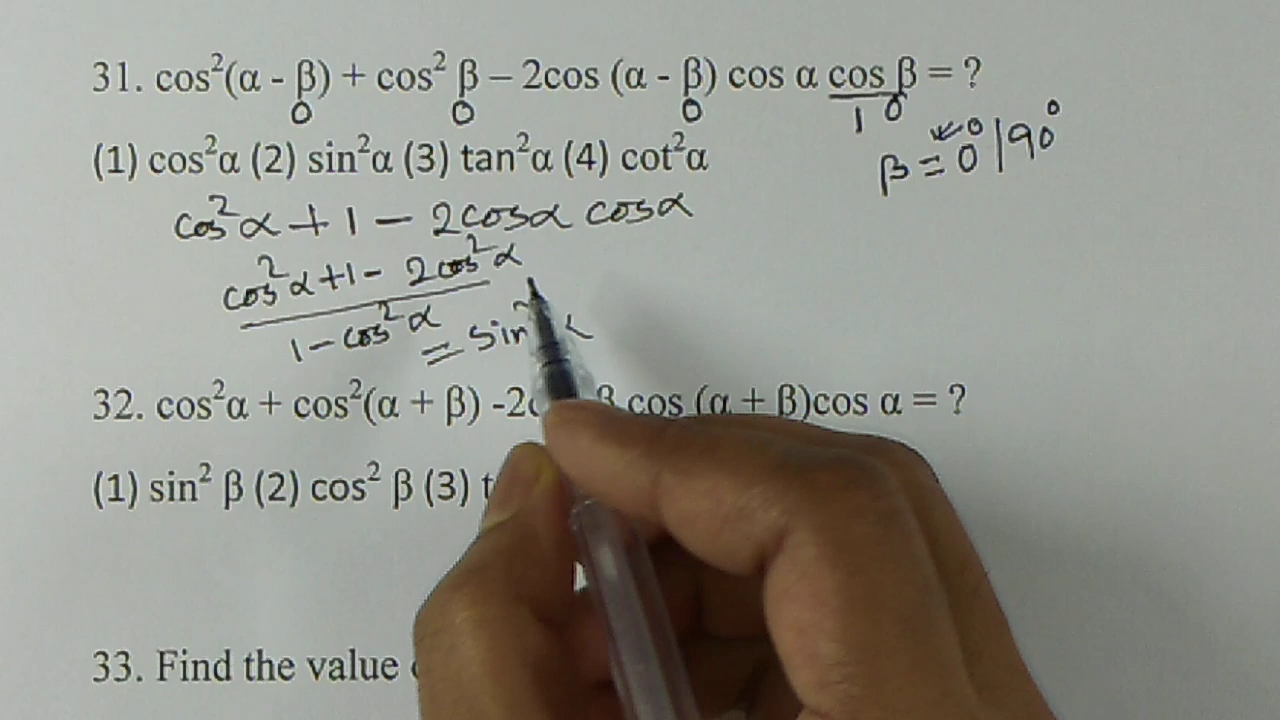 31. cos²(α - β) + cos² β – 2cos (α - β) cos α cos β = ?
0 0 0 1 0
β = 0° | 90°
(1) cos²α (2) sin²α (3) tan²α (4) cot²α
cos²α + 1 – 2cosα cosα
cos²α + 1 – 2cos²α
1 – cos²α = sin²
32. cos²α + cos²(α + β) -2 β cos (α + β)cos α = ?
(1) sin² β (2) cos² β (3)
33. Find the value